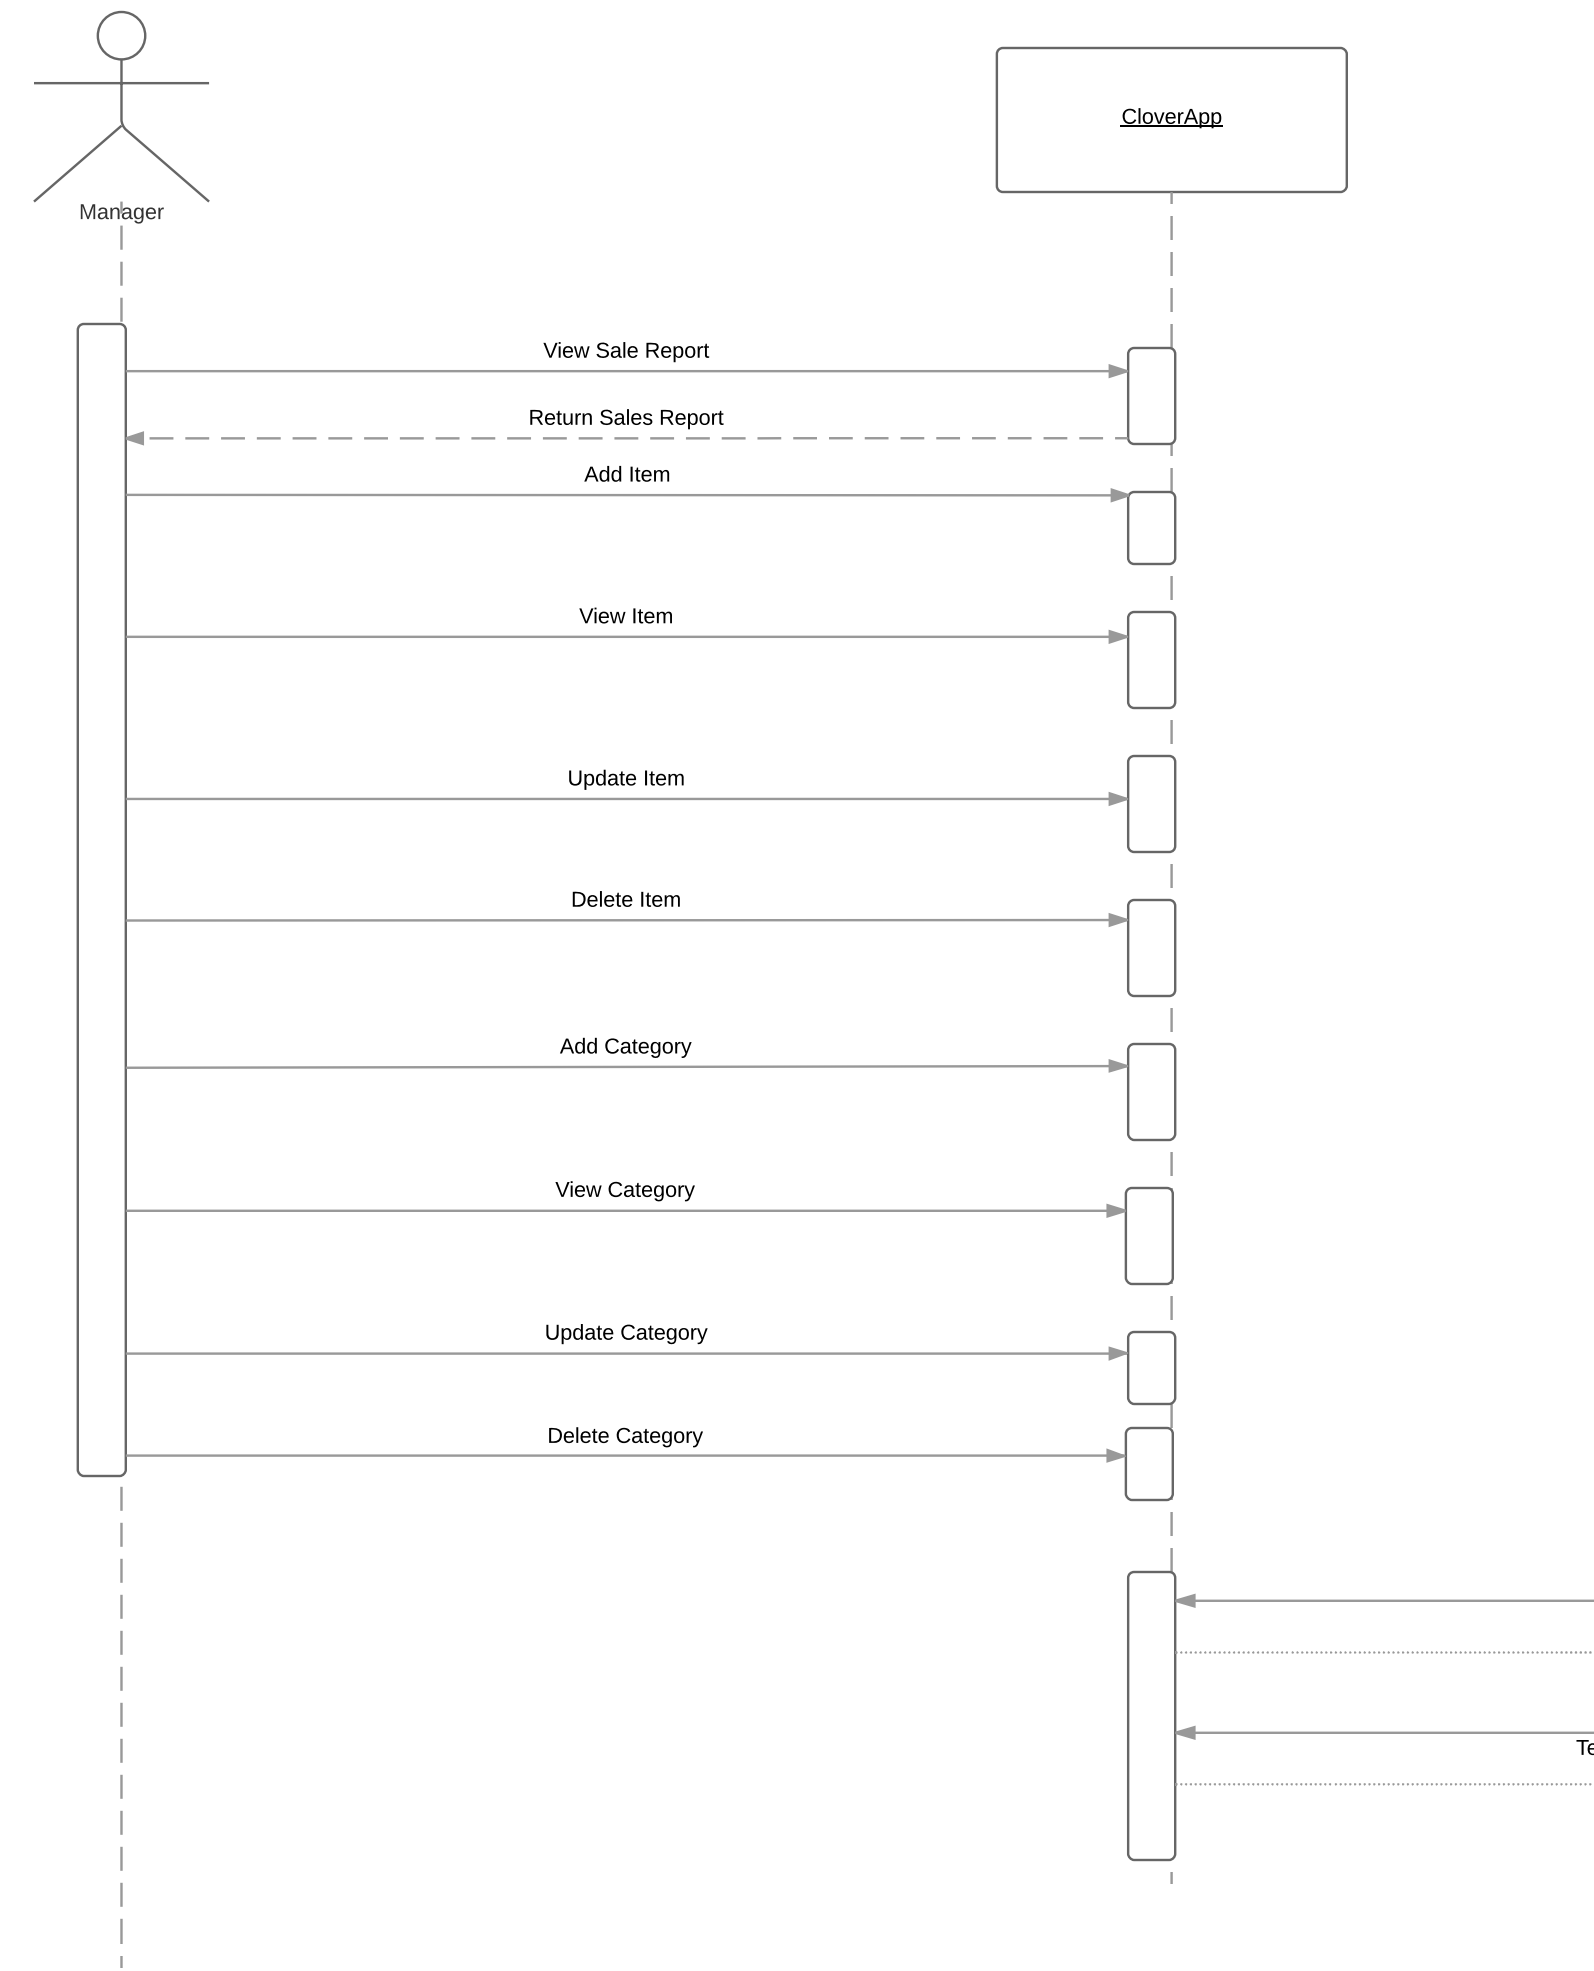 CloverApp
Manager
View Sale Report
Return Sales Report
Add Item
View Item
Update Item
Delete Item
Add Category
View Category
Update Category
Delete Category